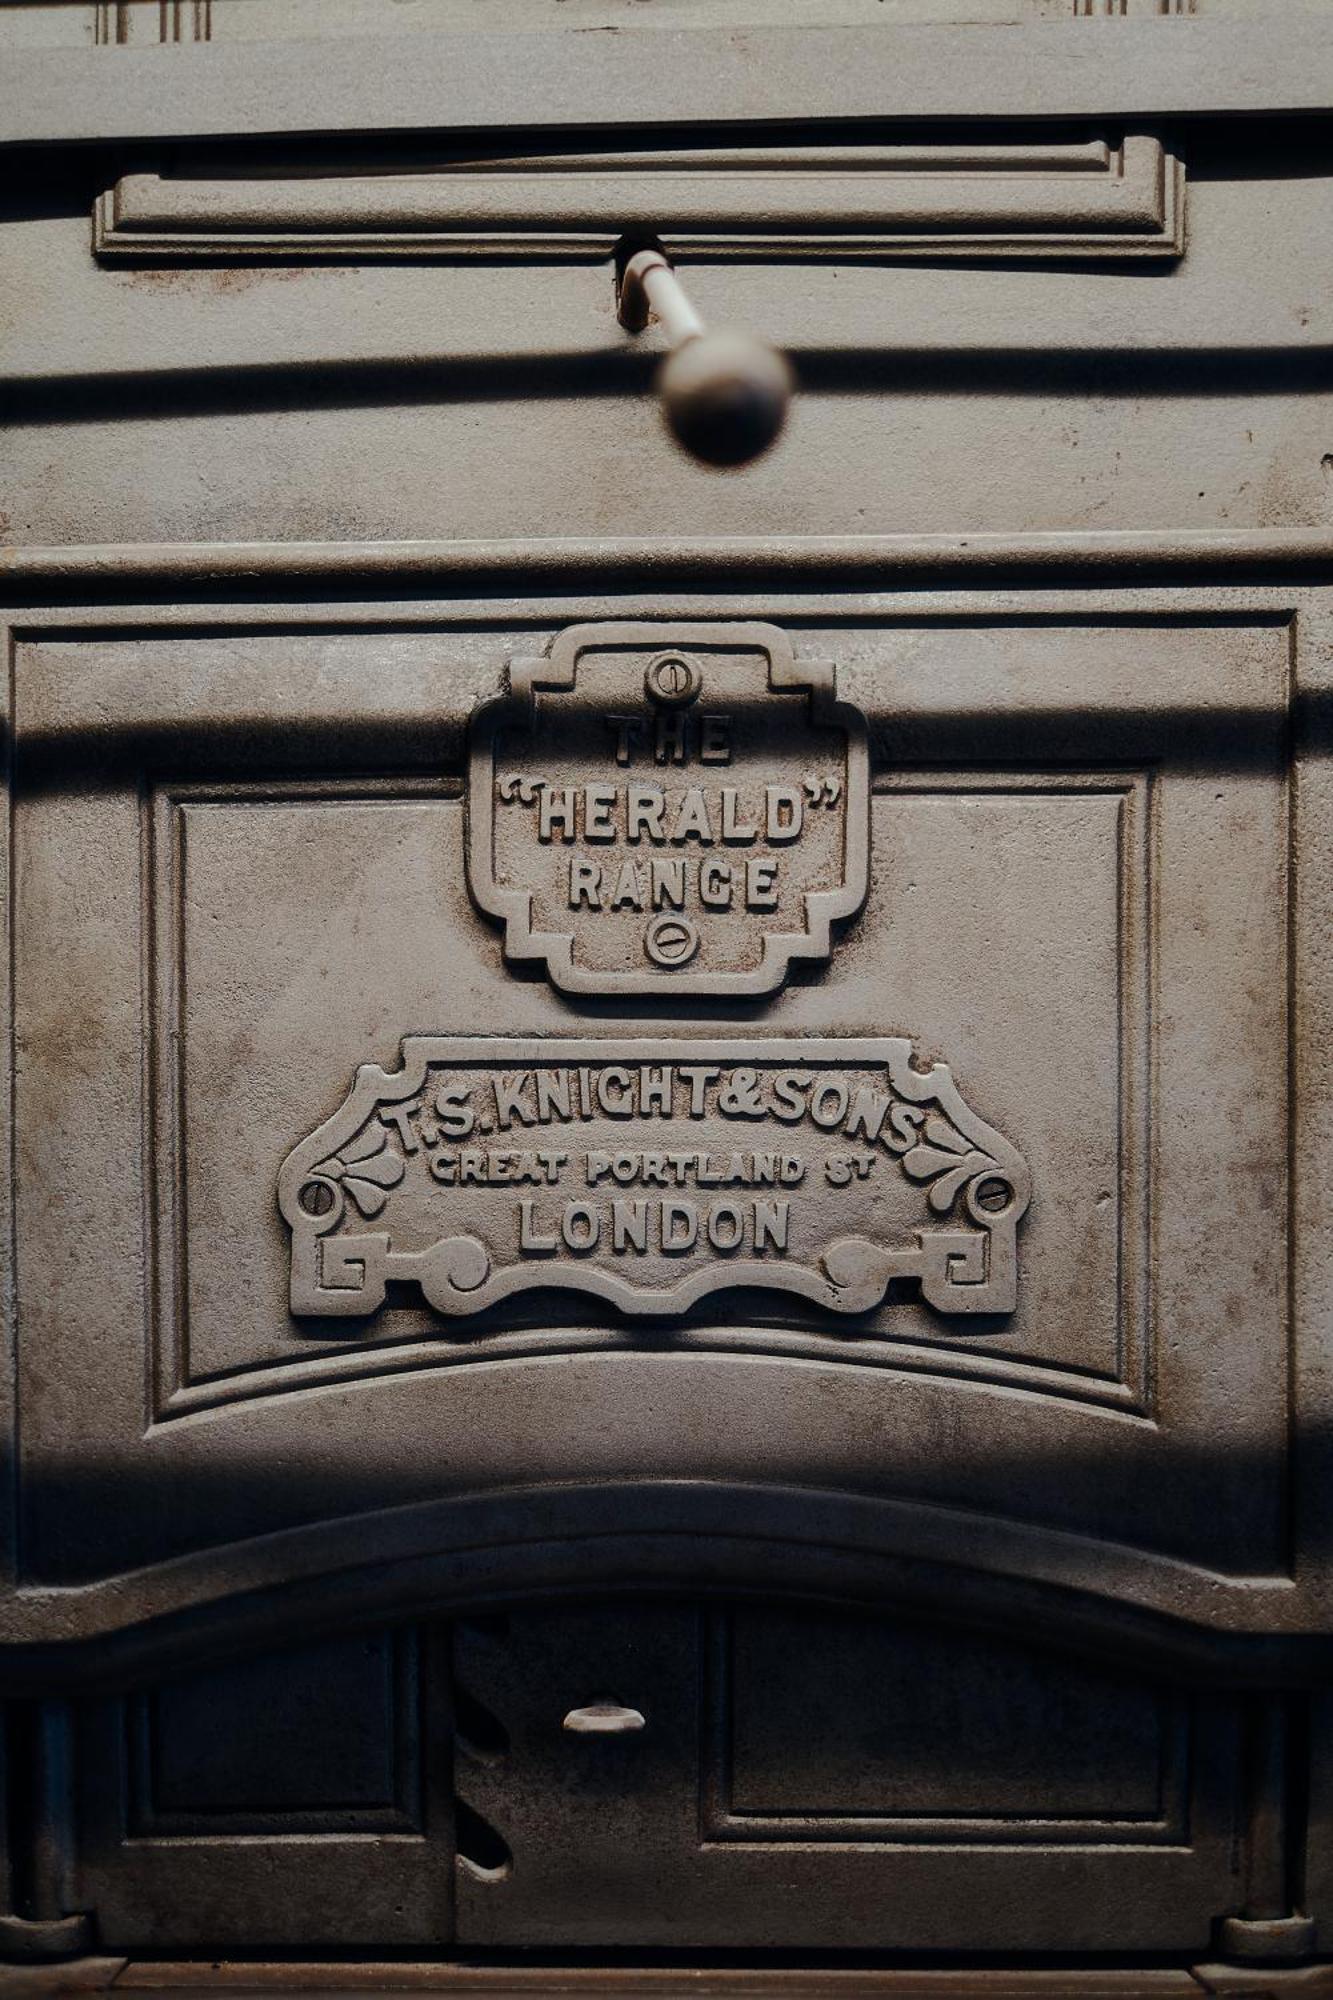 THE
“HERALD”
RANGE
T.S. KNIGHT & SONS
GREAT PORTLAND ST
LONDON